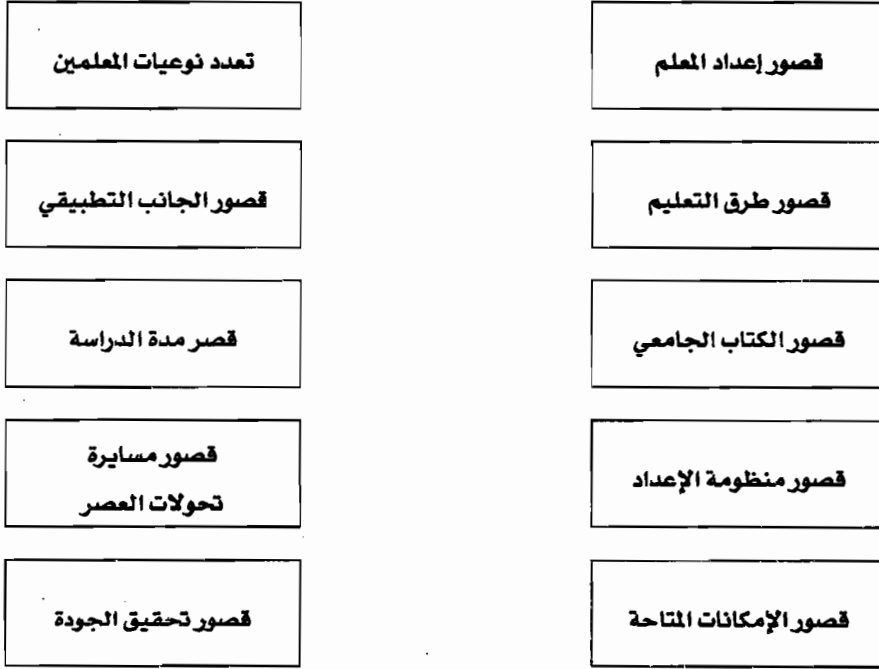 قصور إعداد المعلم
تعدد نوعيات المعلمين
قصور طرق التعليم
قصور الجانب التطبيقي
قصور الكتاب الجامعي
قصر مدة الدراسة
قصور منظومة الإعداد
قصور مسايرة
تحولات العصر
قصور الإمكانات المتاحة
قصور تحقيق الجودة